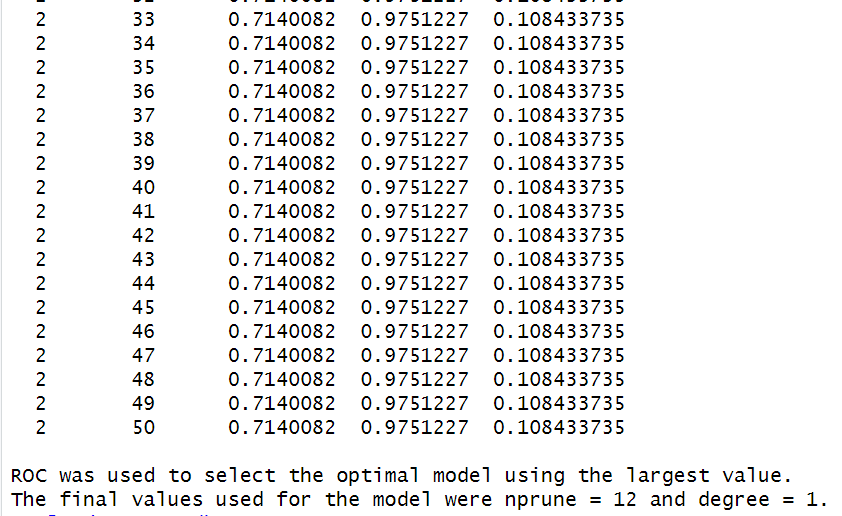 2 33 0.7140082 0.9751227 0.108433735
2 34 0.7140082 0.9751227 0.108433735
2 35 0.7140082 0.9751227 0.108433735
2 36 0.7140082 0.9751227 0.108433735
2 37 0.7140082 0.9751227 0.108433735
2 38 0.7140082 0.9751227 0.108433735
2 39 0.7140082 0.9751227 0.108433735
2 40 0.7140082 0.9751227 0.108433735
2 41 0.7140082 0.9751227 0.108433735
2 42 0.7140082 0.9751227 0.108433735
2 43 0.7140082 0.9751227 0.108433735
2 44 0.7140082 0.9751227 0.108433735
2 45 0.7140082 0.9751227 0.108433735
2 46 0.7140082 0.9751227 0.108433735
2 47 0.7140082 0.9751227 0.108433735
2 48 0.7140082 0.9751227 0.108433735
2 49 0.7140082 0.9751227 0.108433735
2 50 0.7140082 0.9751227 0.108433735
ROC was used to select the optimal model using the largest value.
The final values used for the model were nprune = 12 and degree = 1.